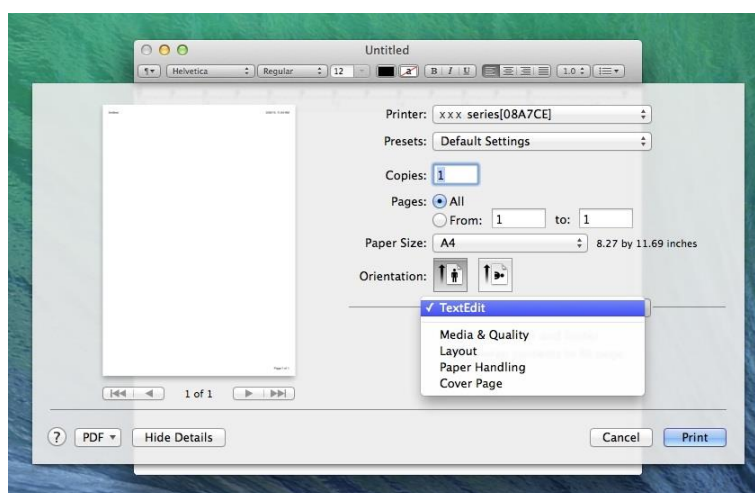 Untitled
Helvetica Regular 12 a B I U 1.0
Printer: xxx series[08A7CE]
Presets: Default Settings
Copies: 1
Pages: All
From: 1 to: 1
Paper Size: A4 8.27 by 11.69 inches
Orientation:
✓ TextEdit
Media & Quality
Layout
Paper Handling
Cover Page
1 of 1
? PDF Hide Details Cancel Print